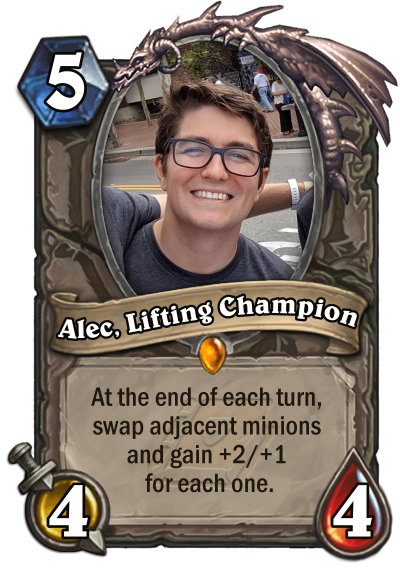 5
Alec, Lifting Champion
At the end of each turn,
swap adjacent minions
and gain +2/+1
for each one.
4 4